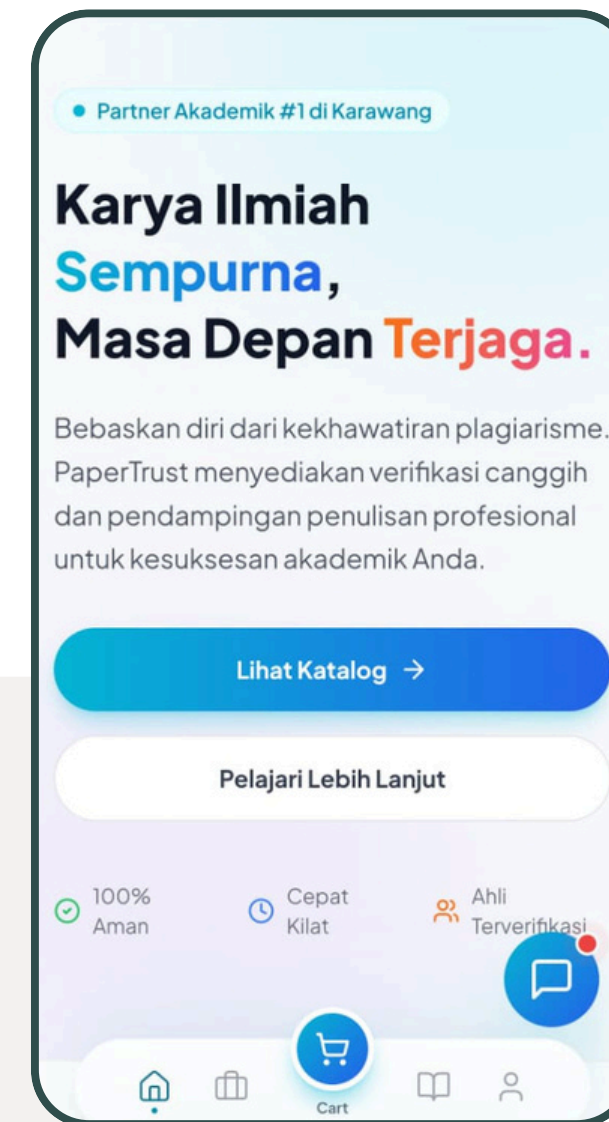 Partner Akademik #1 di Karawang
Karya Ilmiah
Sempurna,
Masa Depan Terjaga.
Bebaskan diri dari kekhawatiran plagiarisme.
PaperTrust menyediakan verifikasi canggih
dan pendampingan penulisan profesional
untuk kesuksesan akademik Anda.
Lihat Katalog →
Pelajari Lebih Lanjut
100%
Aman
Cepat
Kilat
Ahli
Terverifikasi
Cart